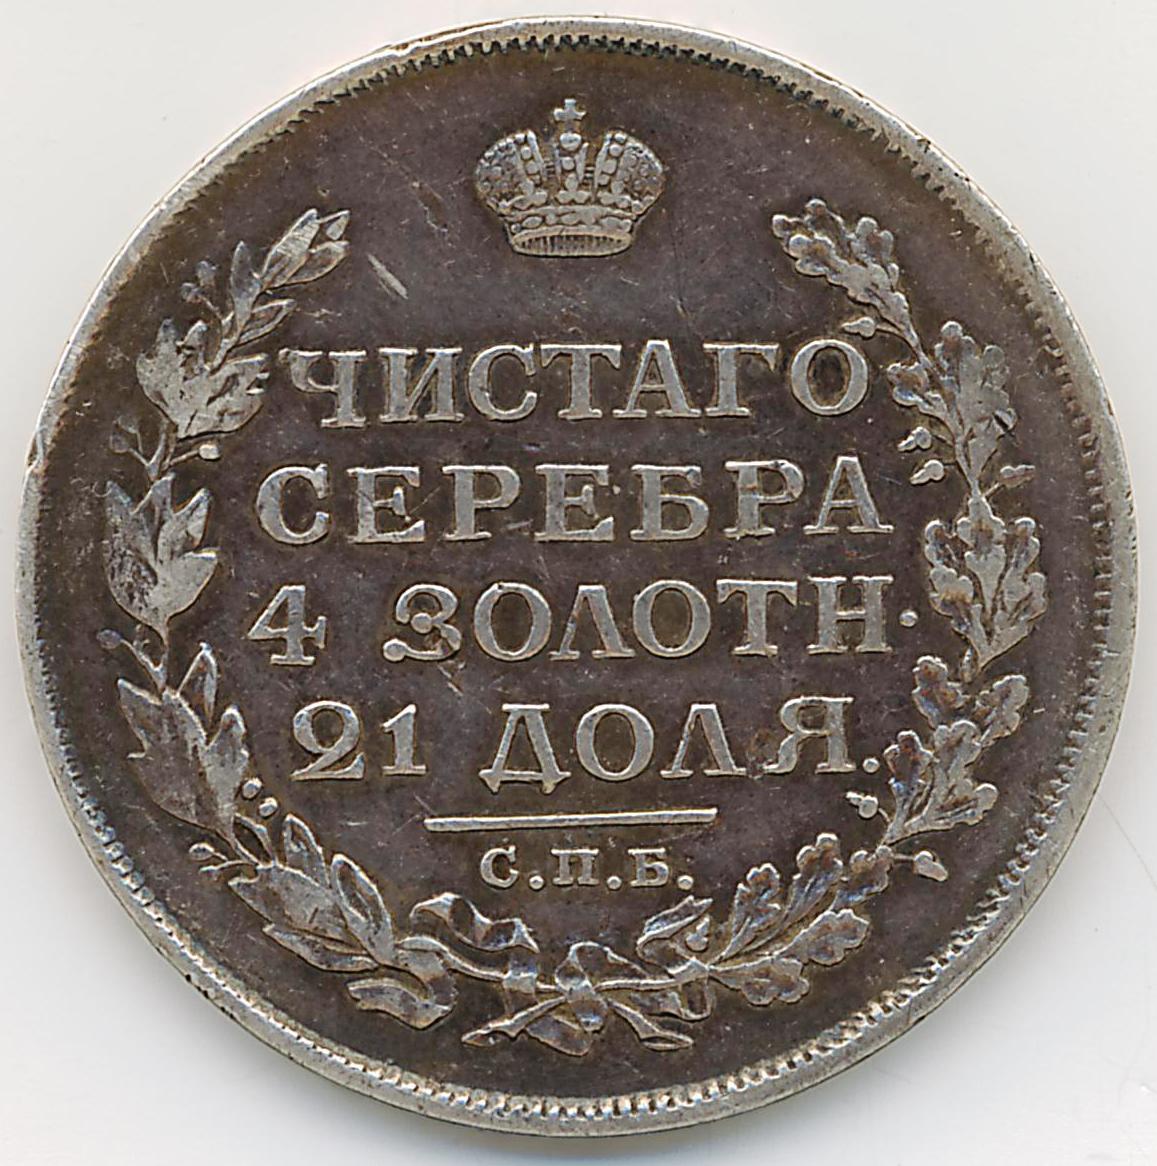 ЧИСТАГО
СЕРЕБРА
4 ЗОЛОТН.
21 ДОЛЯ.
С.П.Б.